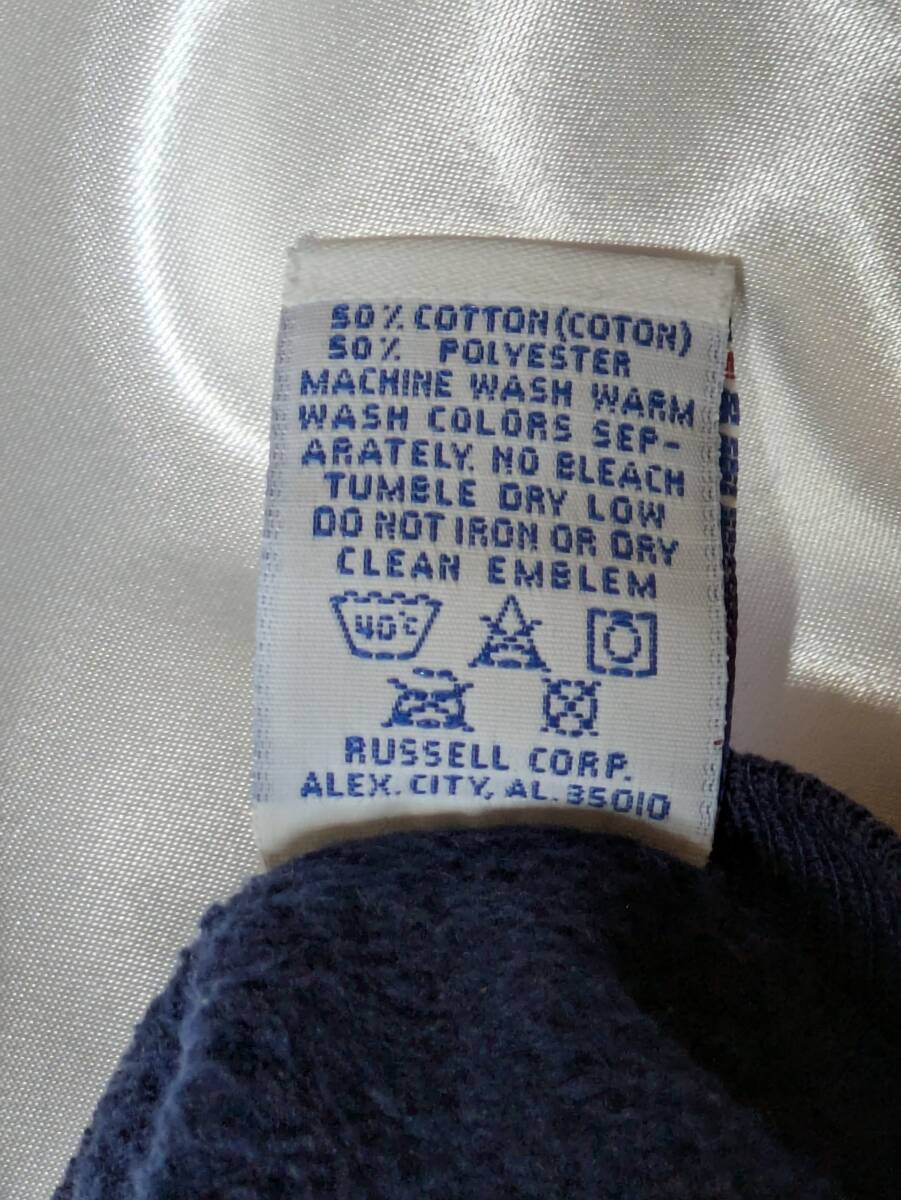 50% COTTON (COTON)
50% POLYESTER
MACHINE WASH WARM
WASH COLORS SEP-
ARATELY. NO BLEACH
TUMBLE DRY LOW
DO NOT IRON OR DRY
CLEAN EMBLEM
40°C
RUSSELL CORP.
ALEX. CITY, AL. 35010